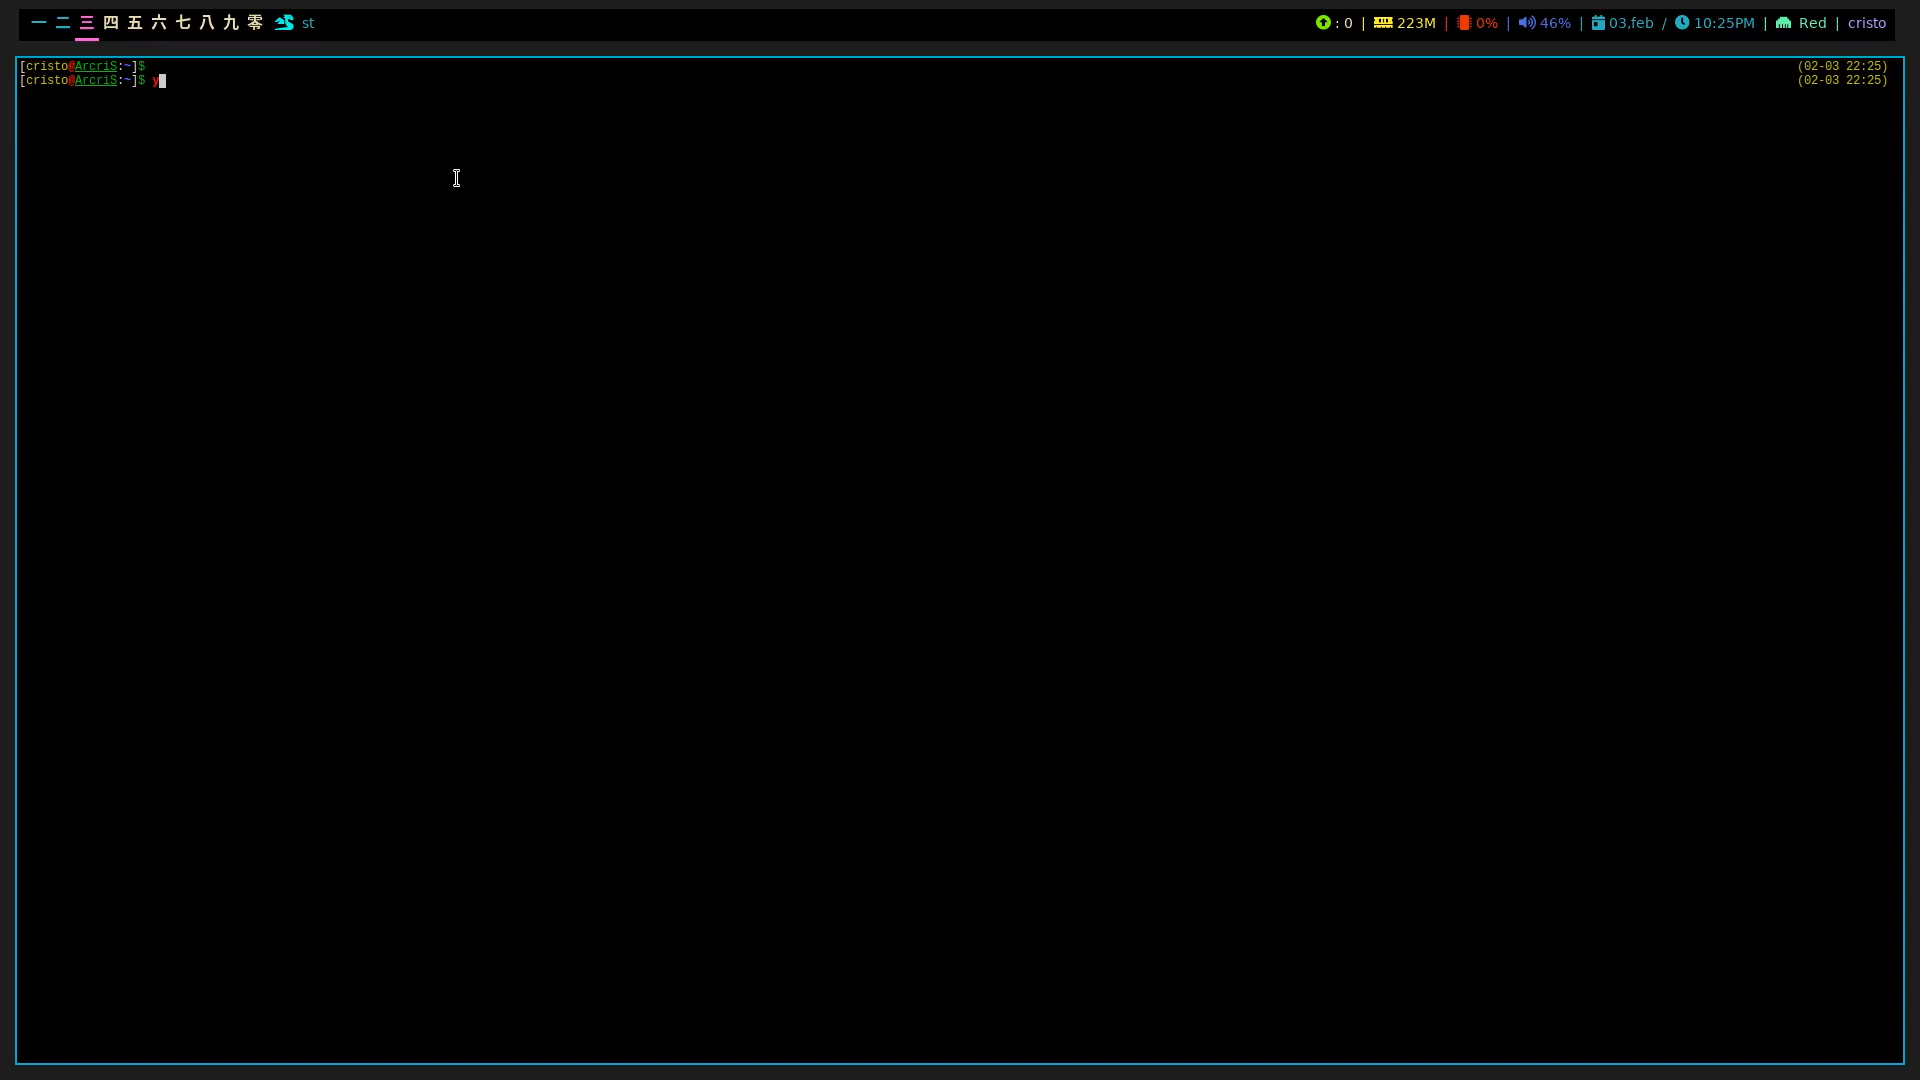 一 二 三 四 五 六 七 八 九 零 st : 0 | 223M | 0% | 46% | 03,feb / 10:25PM | Red | cristo
[cristo@ArcriS:~]$ (02-03 22:25)
[cristo@ArcriS:~]$ y (02-03 22:25)